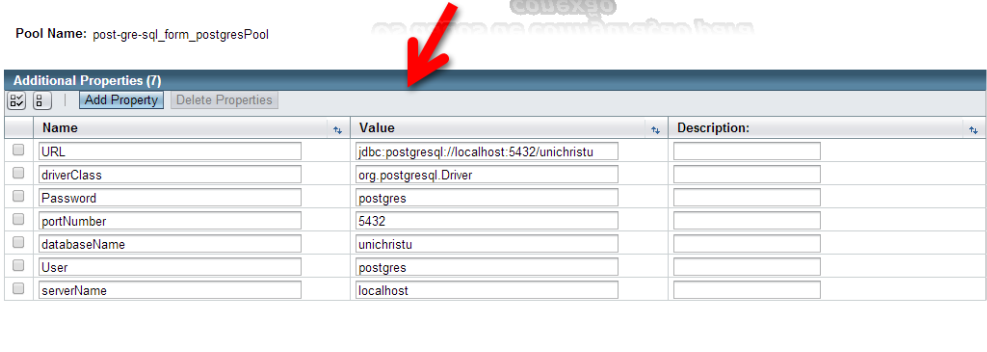 Pool Name: post-gre-sql_form_postgresPool
Additional Properties (7)
Add Property Delete Properties
Name Value Description:
URL jdbc:postgresql://localhost:5432/unichristu
driverClass org.postgresql.Driver
Password postgres
portNumber 5432
databaseName unichristu
User postgres
serverName localhost